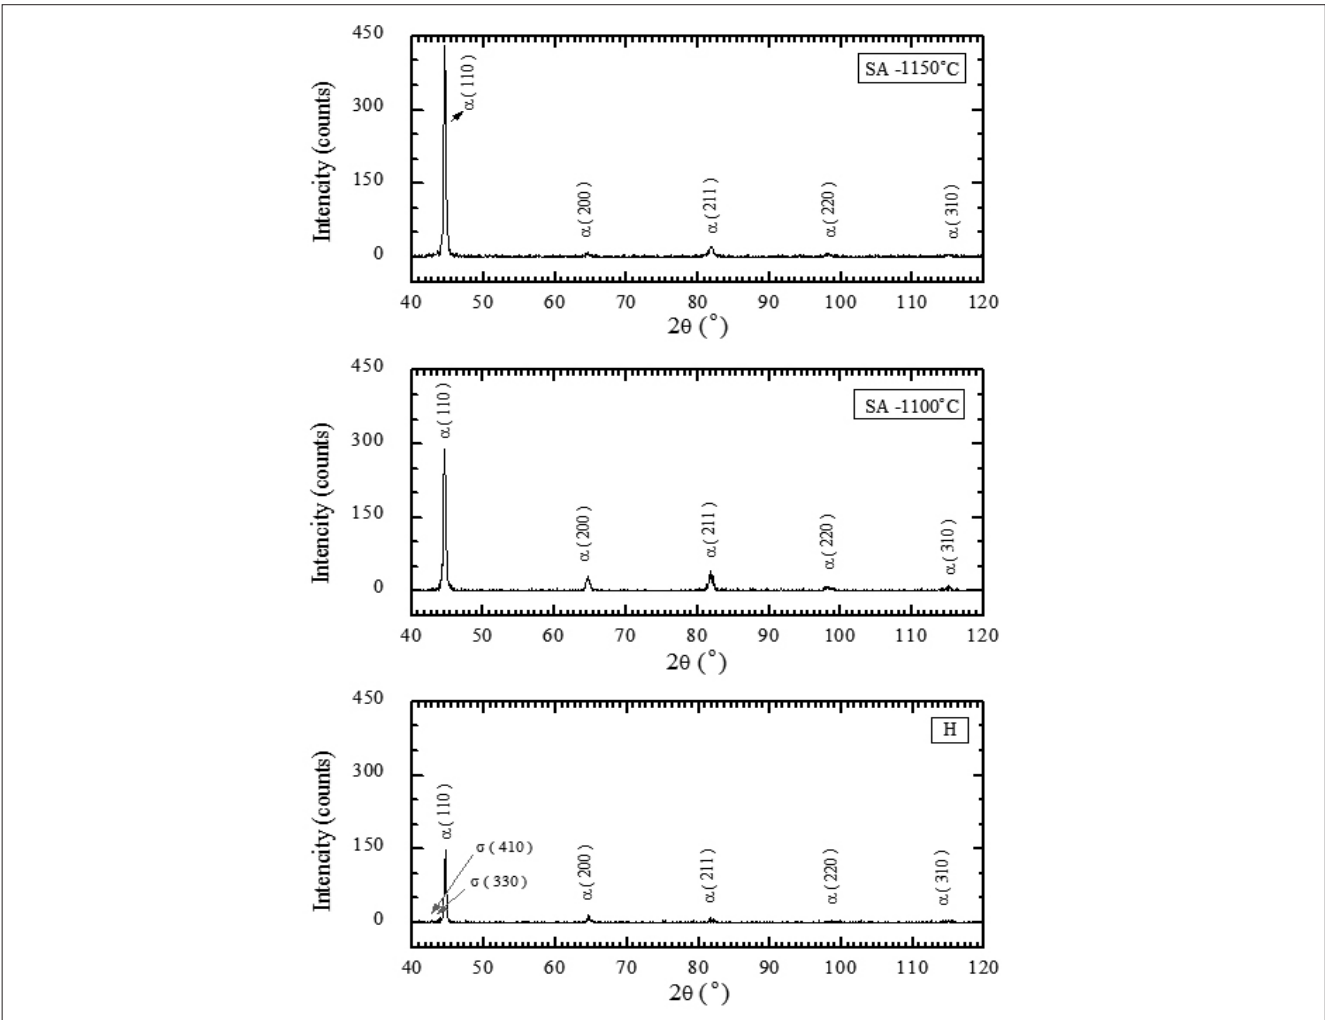 450
300
150
0
Intencity (counts)
α ( 110 )
α ( 200 )
α ( 211 )
α ( 220 )
α ( 310 )
SA -1150°C
40 50 60 70 80 90 100 110 120
2θ (°)
450
300
150
0
Intencity (counts)
α ( 110 )
α ( 200 )
α ( 211 )
α ( 220 )
α ( 310 )
SA -1100°C
40 50 60 70 80 90 100 110 120
2θ (°)
450
300
150
0
Intencity (counts)
α ( 110 )
σ ( 410 )
σ ( 330 )
α ( 200 )
α ( 211 )
α ( 220 )
α ( 310 )
H
40 50 60 70 80 90 100 110 120
2θ (°)